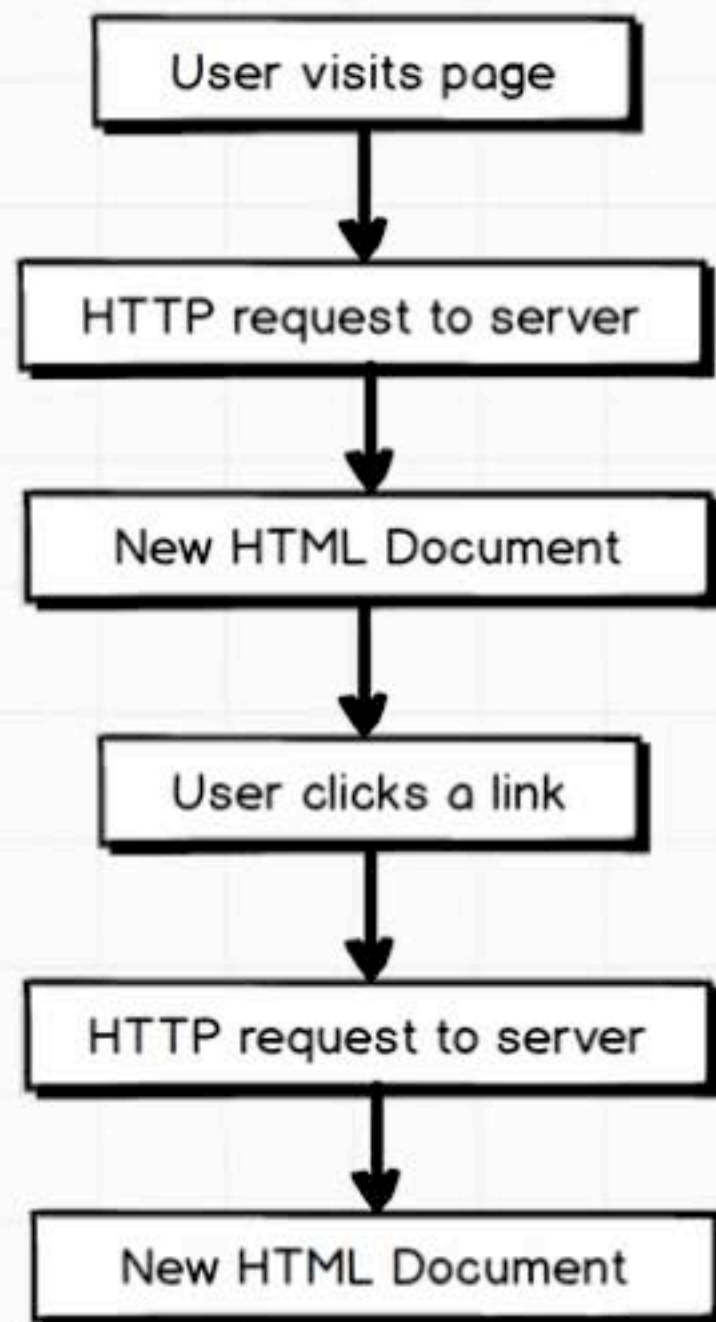 User visits page
HTTP request to server
New HTML Document
User clicks a link
HTTP request to server
New HTML Document